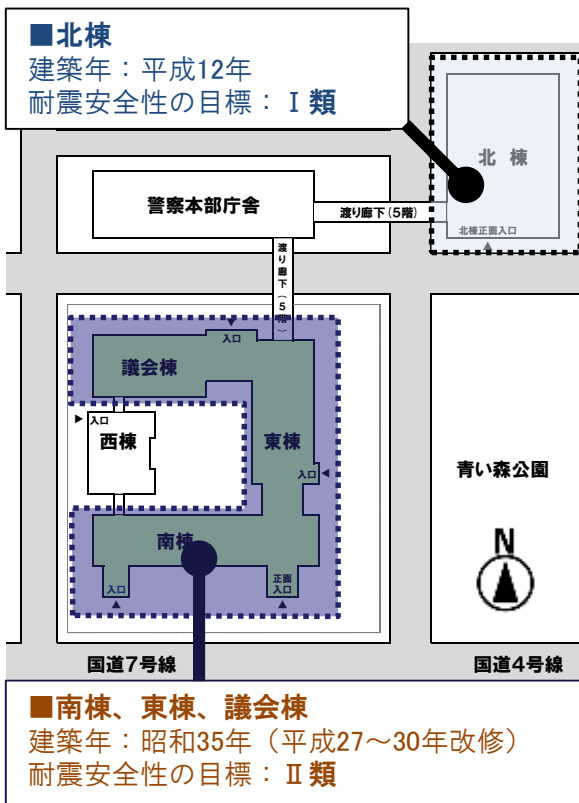 ■北棟
建築年：平成12年
耐震安全性の目標：Ⅰ類
北 棟
警察本部庁舎
渡り廊下（5階）
北棟正面入口
渡り廊下（5階）
入口
議会棟
入口
西棟
東棟
入口
青い森公園
南棟
N
入口
正面
入口
国道7号線
国道4号線
■南棟、東棟、議会棟
建築年：昭和35年（平成27～30年改修）
耐震安全性の目標：Ⅱ類